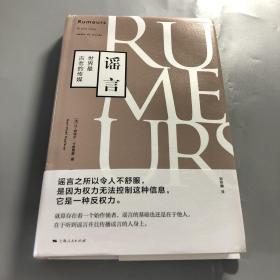 Rumeurs
谣言
世界最
古老的传媒
RU
ME
URS
谣言之所以令人不舒服，
是因为权力无法控制这种信息，
它是一种反权力。
就算存在着一个始作俑者，谣言的基础也还是在于他人，
在于听到谣言并且传播谣言的人身上。
上海人民出版社